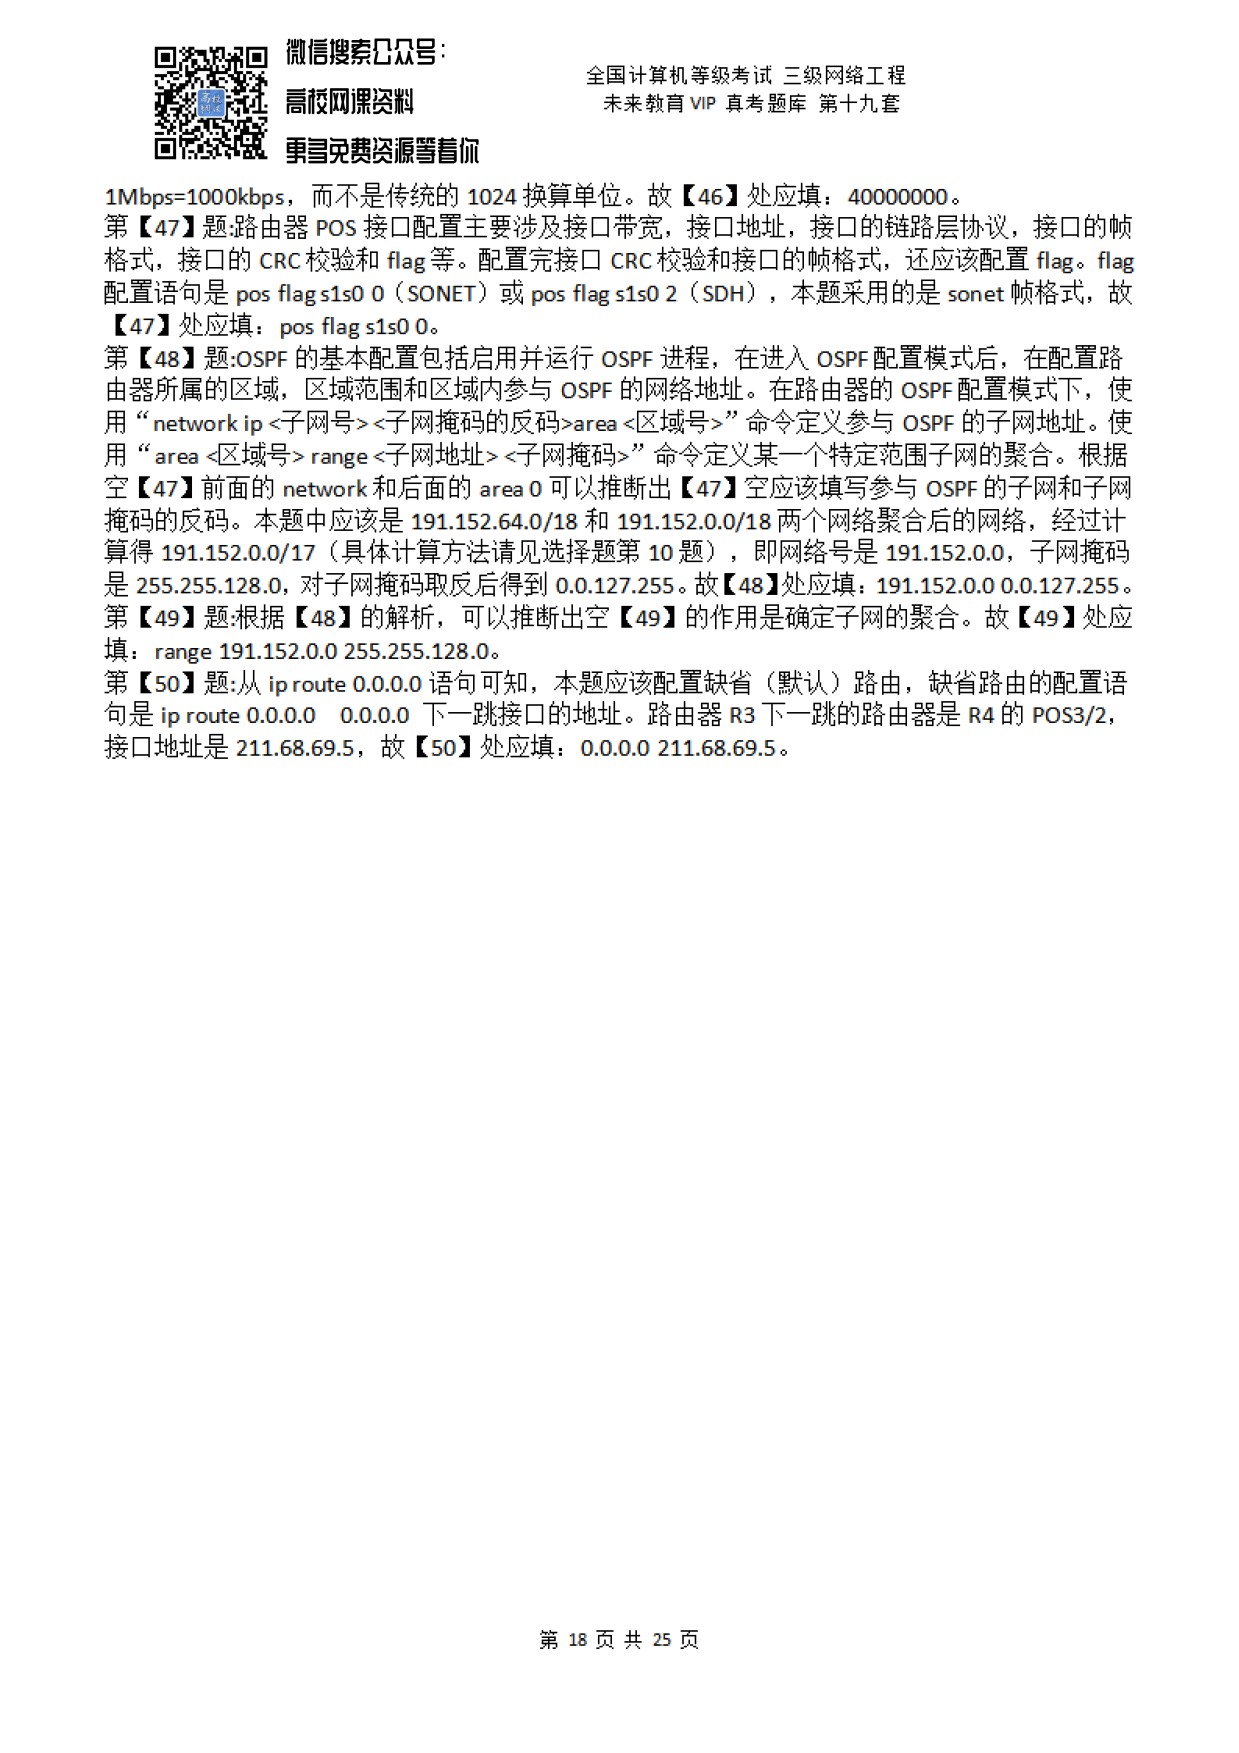 微信搜索公众号：
高校网课资料
更多免费资源等着你
全国计算机等级考试 三级网络工程
未来教育 VIP 真考题库 第十九套
1Mbps=1000kbps，而不是传统的 1024 换算单位。故【46】处应填：40000000。
第【47】题:路由器 POS 接口配置主要涉及接口带宽，接口地址，接口的链路层协议，接口的帧
格式，接口的 CRC 校验和 flag 等。配置完接口 CRC 校验和接口的帧格式，还应该配置 flag。flag
配置语句是 pos flag s1s0 0（SONET）或 pos flag s1s0 2（SDH），本题采用的是 sonet 帧格式，故
【47】处应填：pos flag s1s0 0。
第【48】题:OSPF 的基本配置包括启用并运行 OSPF 进程，在进入 OSPF 配置模式后，在配置路
由器所属的区域，区域范围和区域内参与 OSPF 的网络地址。在路由器的 OSPF 配置模式下，使
用“network ip <子网号> <子网掩码的反码>area <区域号>”命令定义参与 OSPF 的子网地址。使
用“area <区域号> range <子网地址> <子网掩码>”命令定义某一个特定范围子网的聚合。根据
空【47】前面的 network 和后面的 area 0 可以推断出【47】空应该填写参与 OSPF 的子网和子网
掩码的反码。本题中应该是 191.152.64.0/18 和 191.152.0.0/18 两个网络聚合后的网络，经过计
算得 191.152.0.0/17（具体计算方法请见选择题第 10 题），即网络号是 191.152.0.0，子网掩码
是 255.255.128.0，对子网掩码取反后得到 0.0.127.255。故【48】处应填：191.152.0.0 0.0.127.255。
第【49】题:根据【48】的解析，可以推断出空【49】的作用是确定子网的聚合。故【49】处应
填：range 191.152.0.0 255.255.128.0。
第【50】题:从 ip route 0.0.0.0 语句可知，本题应该配置缺省（默认）路由，缺省路由的配置语
句是 ip route 0.0.0.0 0.0.0.0 下一跳接口的地址。路由器 R3 下一跳的路由器是 R4 的 POS3/2，
接口地址是 211.68.69.5，故【50】处应填：0.0.0.0 211.68.69.5。
第 18 页 共 25 页